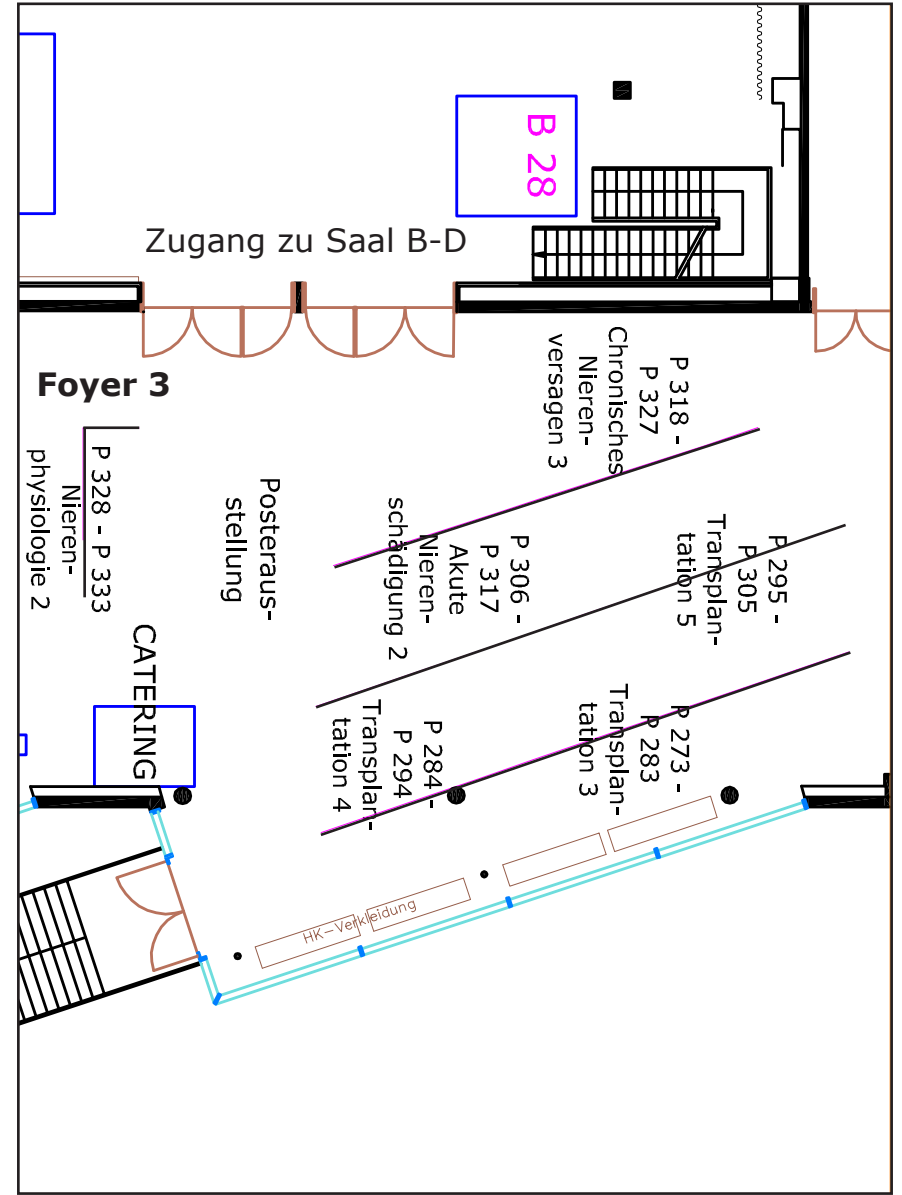 B 28
Zugang zu Saal B-D
Foyer 3
P 318 -
P 327
Chronisches
Nieren-
versagen 3
P 328 - P 333
Nieren-
physiologie 2
Posteraus-
stellung
P 306 -
P 317
Akute
Nieren-
schädigung 2
P 295 -
P 305
Transplan-
tation 5
CATERING
P 284 -
P 294
Transplan-
tation 4
P 273 -
P 283
Transplan-
tation 3
HK-Verkleidung